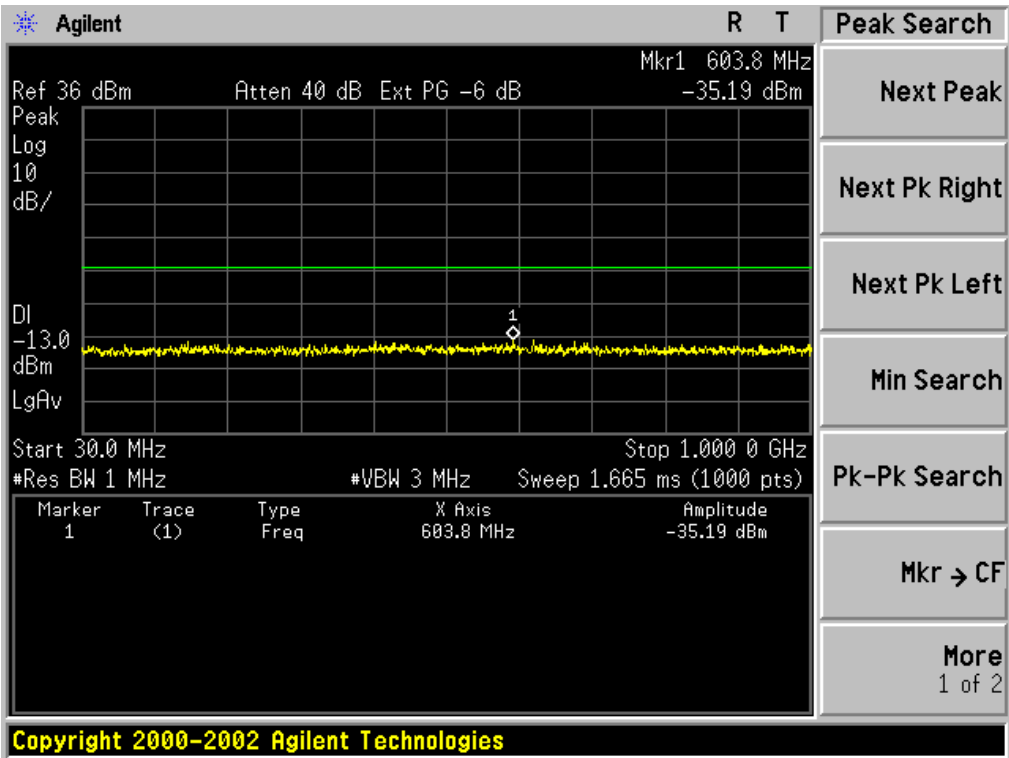 Agilent R T Peak Search
Mkr1 603.8 MHz
Ref 36 dBm Atten 40 dB Ext PG -6 dB -35.19 dBm
Peak
Log
10
dB/
1
DI
-13.0
dBm
LgAv
Start 30.0 MHz Stop 1.000 0 GHz
#Res BW 1 MHz #VBW 3 MHz Sweep 1.665 ms (1000 pts)
Marker Trace Type X Axis Amplitude
1 (1) Freq 603.8 MHz -35.19 dBm
Next Peak
Next Pk Right
Next Pk Left
Min Search
Pk-Pk Search
Mkr → CF
More
1 of 2
Copyright 2000-2002 Agilent Technologies